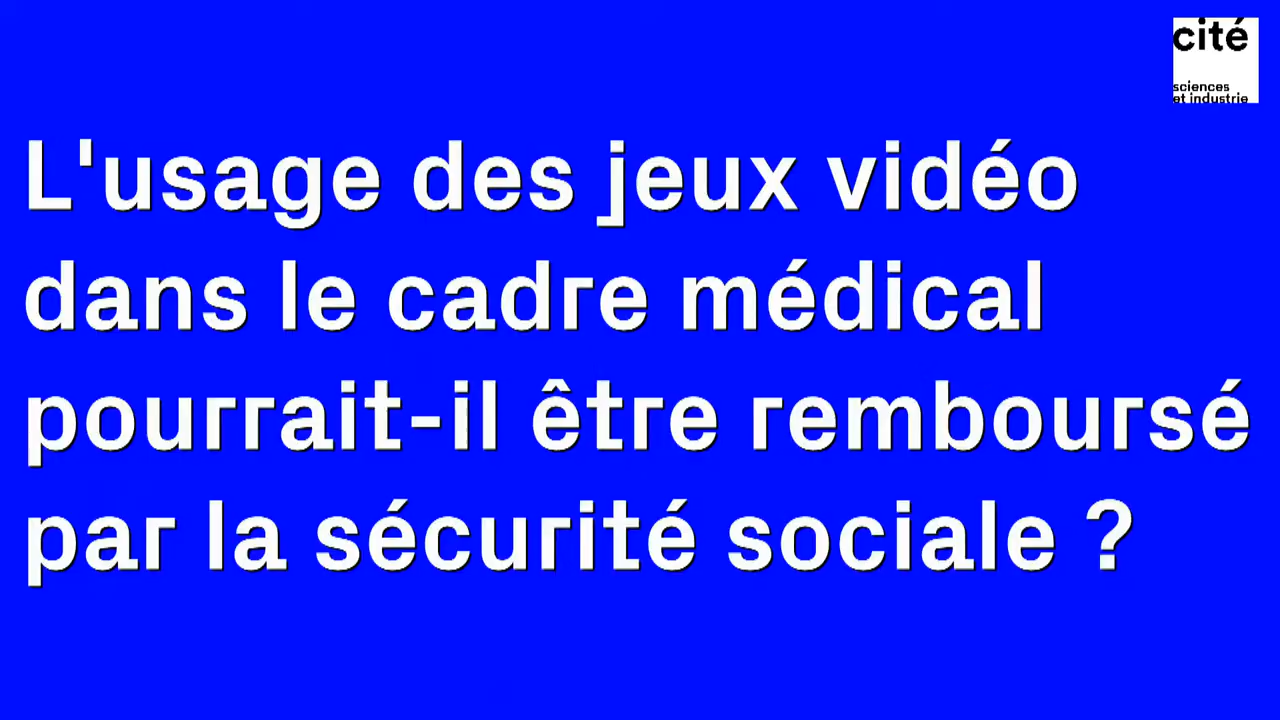 cité
sciences
et industrie
L'usage des jeux vidéo
dans le cadre médical
pourrait-il être remboursé
par la sécurité sociale ?